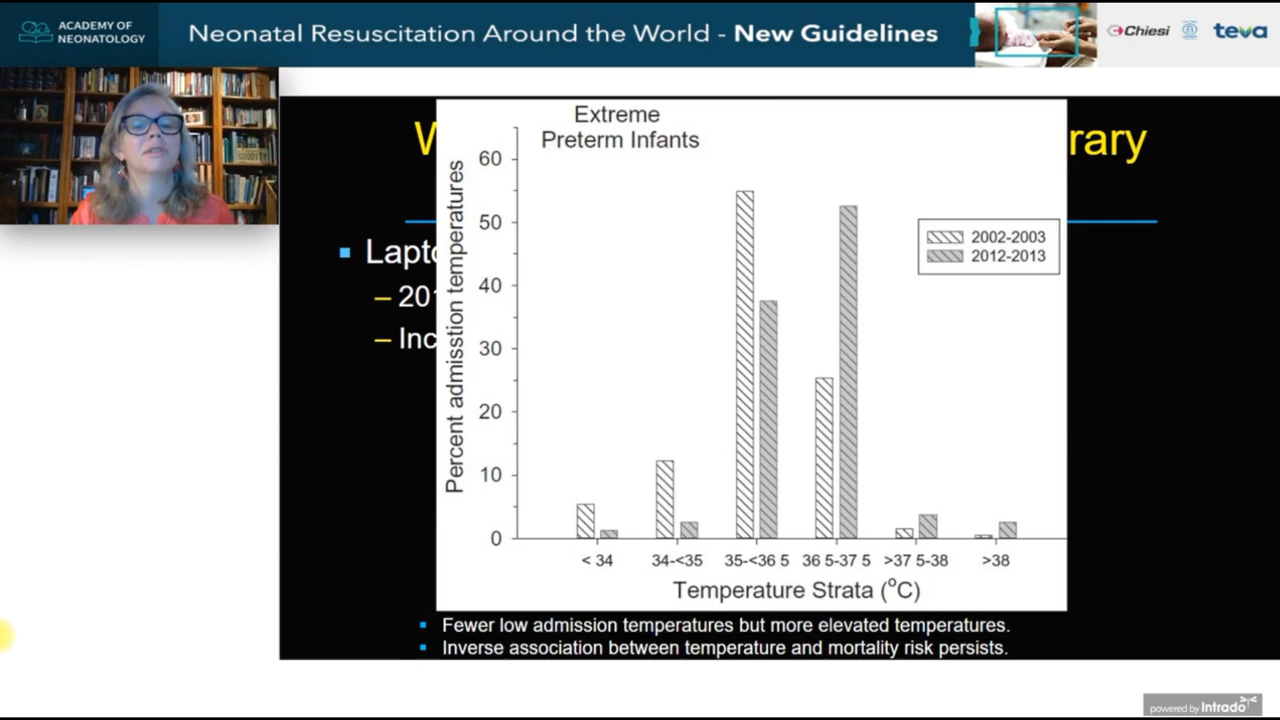 ACADEMY OF
NEONATOLOGY
Neonatal Resuscitation Around the World - New Guidelines
Chiesi
teva
W
rary
Lapto
– 201
– Inc
Extreme
Preterm Infants
Percent admisstion temperatures
60
50
40
30
20
10
0
2002-2003
2012-2013
< 34 34-<35 35-<36 5 36 5-37 5 >37 5-38 >38
Temperature Strata (°C)
Fewer low admission temperatures but more elevated temperatures.
Inverse association between temperature and mortality risk persists.
powered by Intrado